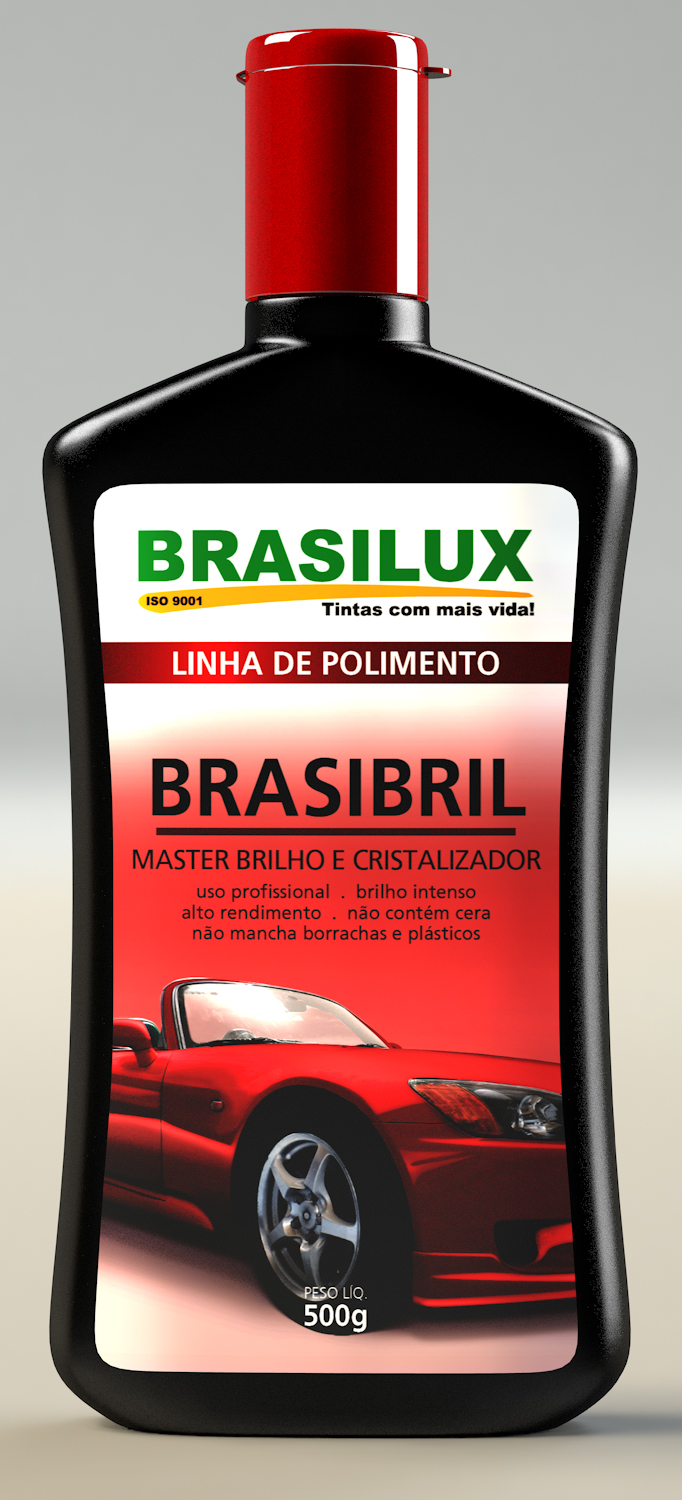 BRASILUX
ISO 9001
Tintas com mais vida!
LINHA DE POLIMENTO
BRASIBRIL
MASTER BRILHO E CRISTALIZADOR
uso profissional . brilho intenso
alto rendimento . não contém cera
não mancha borrachas e plásticos
PESO LÍQ.
500g